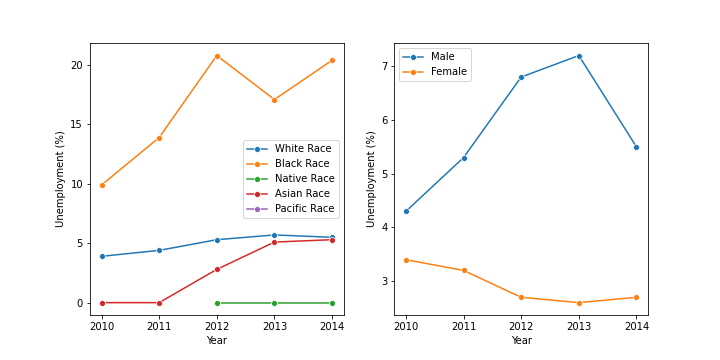 20
15
10
5
0
Unemployment (%)
2010 2011 2012 2013 2014
Year
White Race
Black Race
Native Race
Asian Race
Pacific Race
7
6
5
4
3
Unemployment (%)
2010 2011 2012 2013 2014
Year
Male
Female